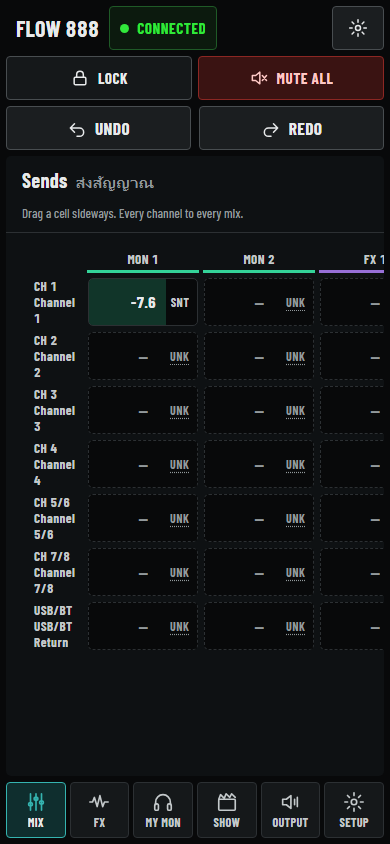 FLOW 888
CONNECTED
LOCK
MUTE ALL
UNDO
REDO
Sends ส่งสัญญาณ
Drag a cell sideways. Every channel to every mix.
MON 1 MON 2 FX 1
CH 1
Channel
1
-7.6 SNT
— UNK
—
CH 2
Channel
2
— UNK
— UNK
—
CH 3
Channel
3
— UNK
— UNK
—
CH 4
Channel
4
— UNK
— UNK
—
CH 5/6
Channel
5/6
— UNK
— UNK
—
CH 7/8
Channel
7/8
— UNK
— UNK
—
USB/BT
USB/BT
Return
— UNK
— UNK
—
MIX
FX
MY MON
SHOW
OUTPUT
SETUP